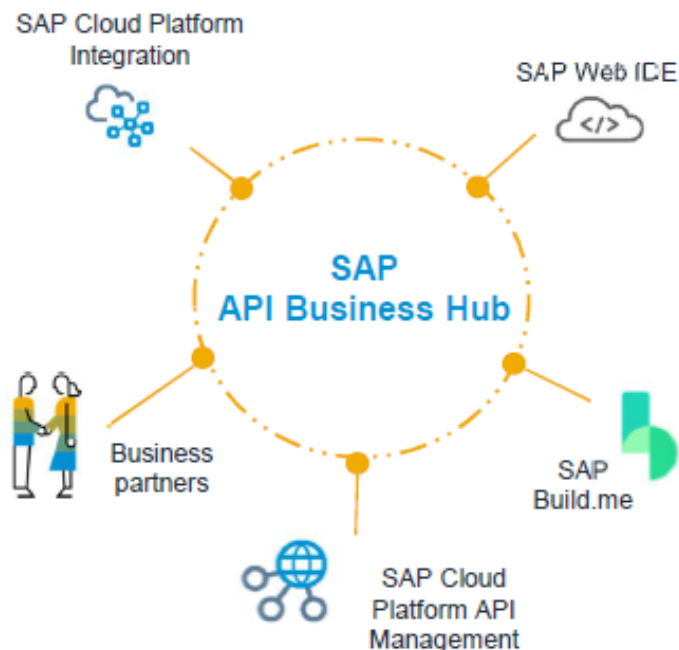 SAP Cloud Platform
Integration
SAP Web IDE
</>
SAP
API Business Hub
Business
partners
SAP
Build.me
SAP Cloud
Platform API
Management